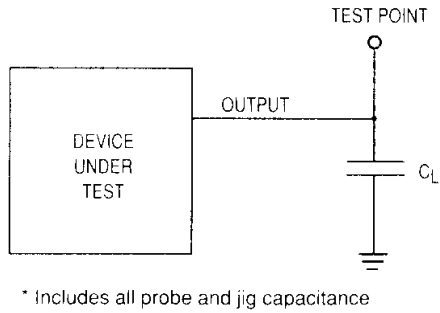 TEST POINT
OUTPUT
DEVICE
UNDER
TEST
CL
* Includes all probe and jig capacitance